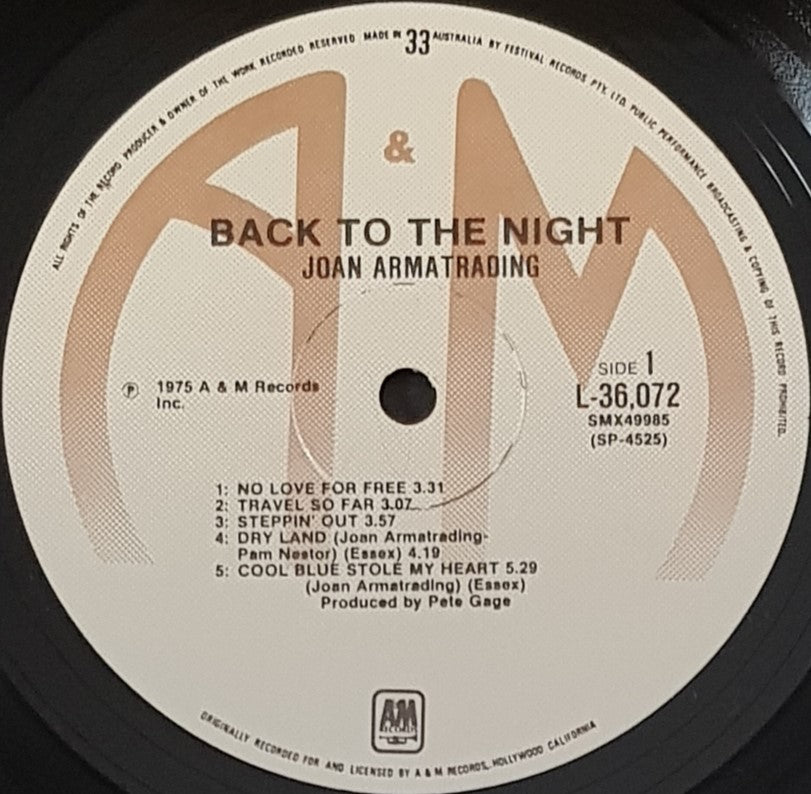 ALL RIGHTS OF THE RECORD PRODUCER & OWNER OF THE WORK RECORDED RESERVED MADE IN 33 AUSTRALIA BY FESTIVAL RECORDS PTY. LTD. PUBLIC PERFORMANCE BROADCASTING & COPYING OF THIS RECORD PROHIBITED.
A & M
BACK TO THE NIGHT
JOAN ARMATRADING
SIDE 1
L-36,072
SMX49985
(SP-4525)
Ⓟ 1975 A & M Records
Inc.
1: NO LOVE FOR FREE 3.31
2: TRAVEL SO FAR 3.07
3: STEPPIN' OUT 3.57
4: DRY LAND (Joan Armatrading-
Pam Nestor) (Essex) 4.19
5: COOL BLUE STOLE MY HEART 5.29
(Joan Armatrading) (Essex)
Produced by Pete Gage
A&M
RECORDS
ORIGINALLY RECORDED FOR AND LICENSED BY A & M RECORDS, HOLLYWOOD CALIFORNIA